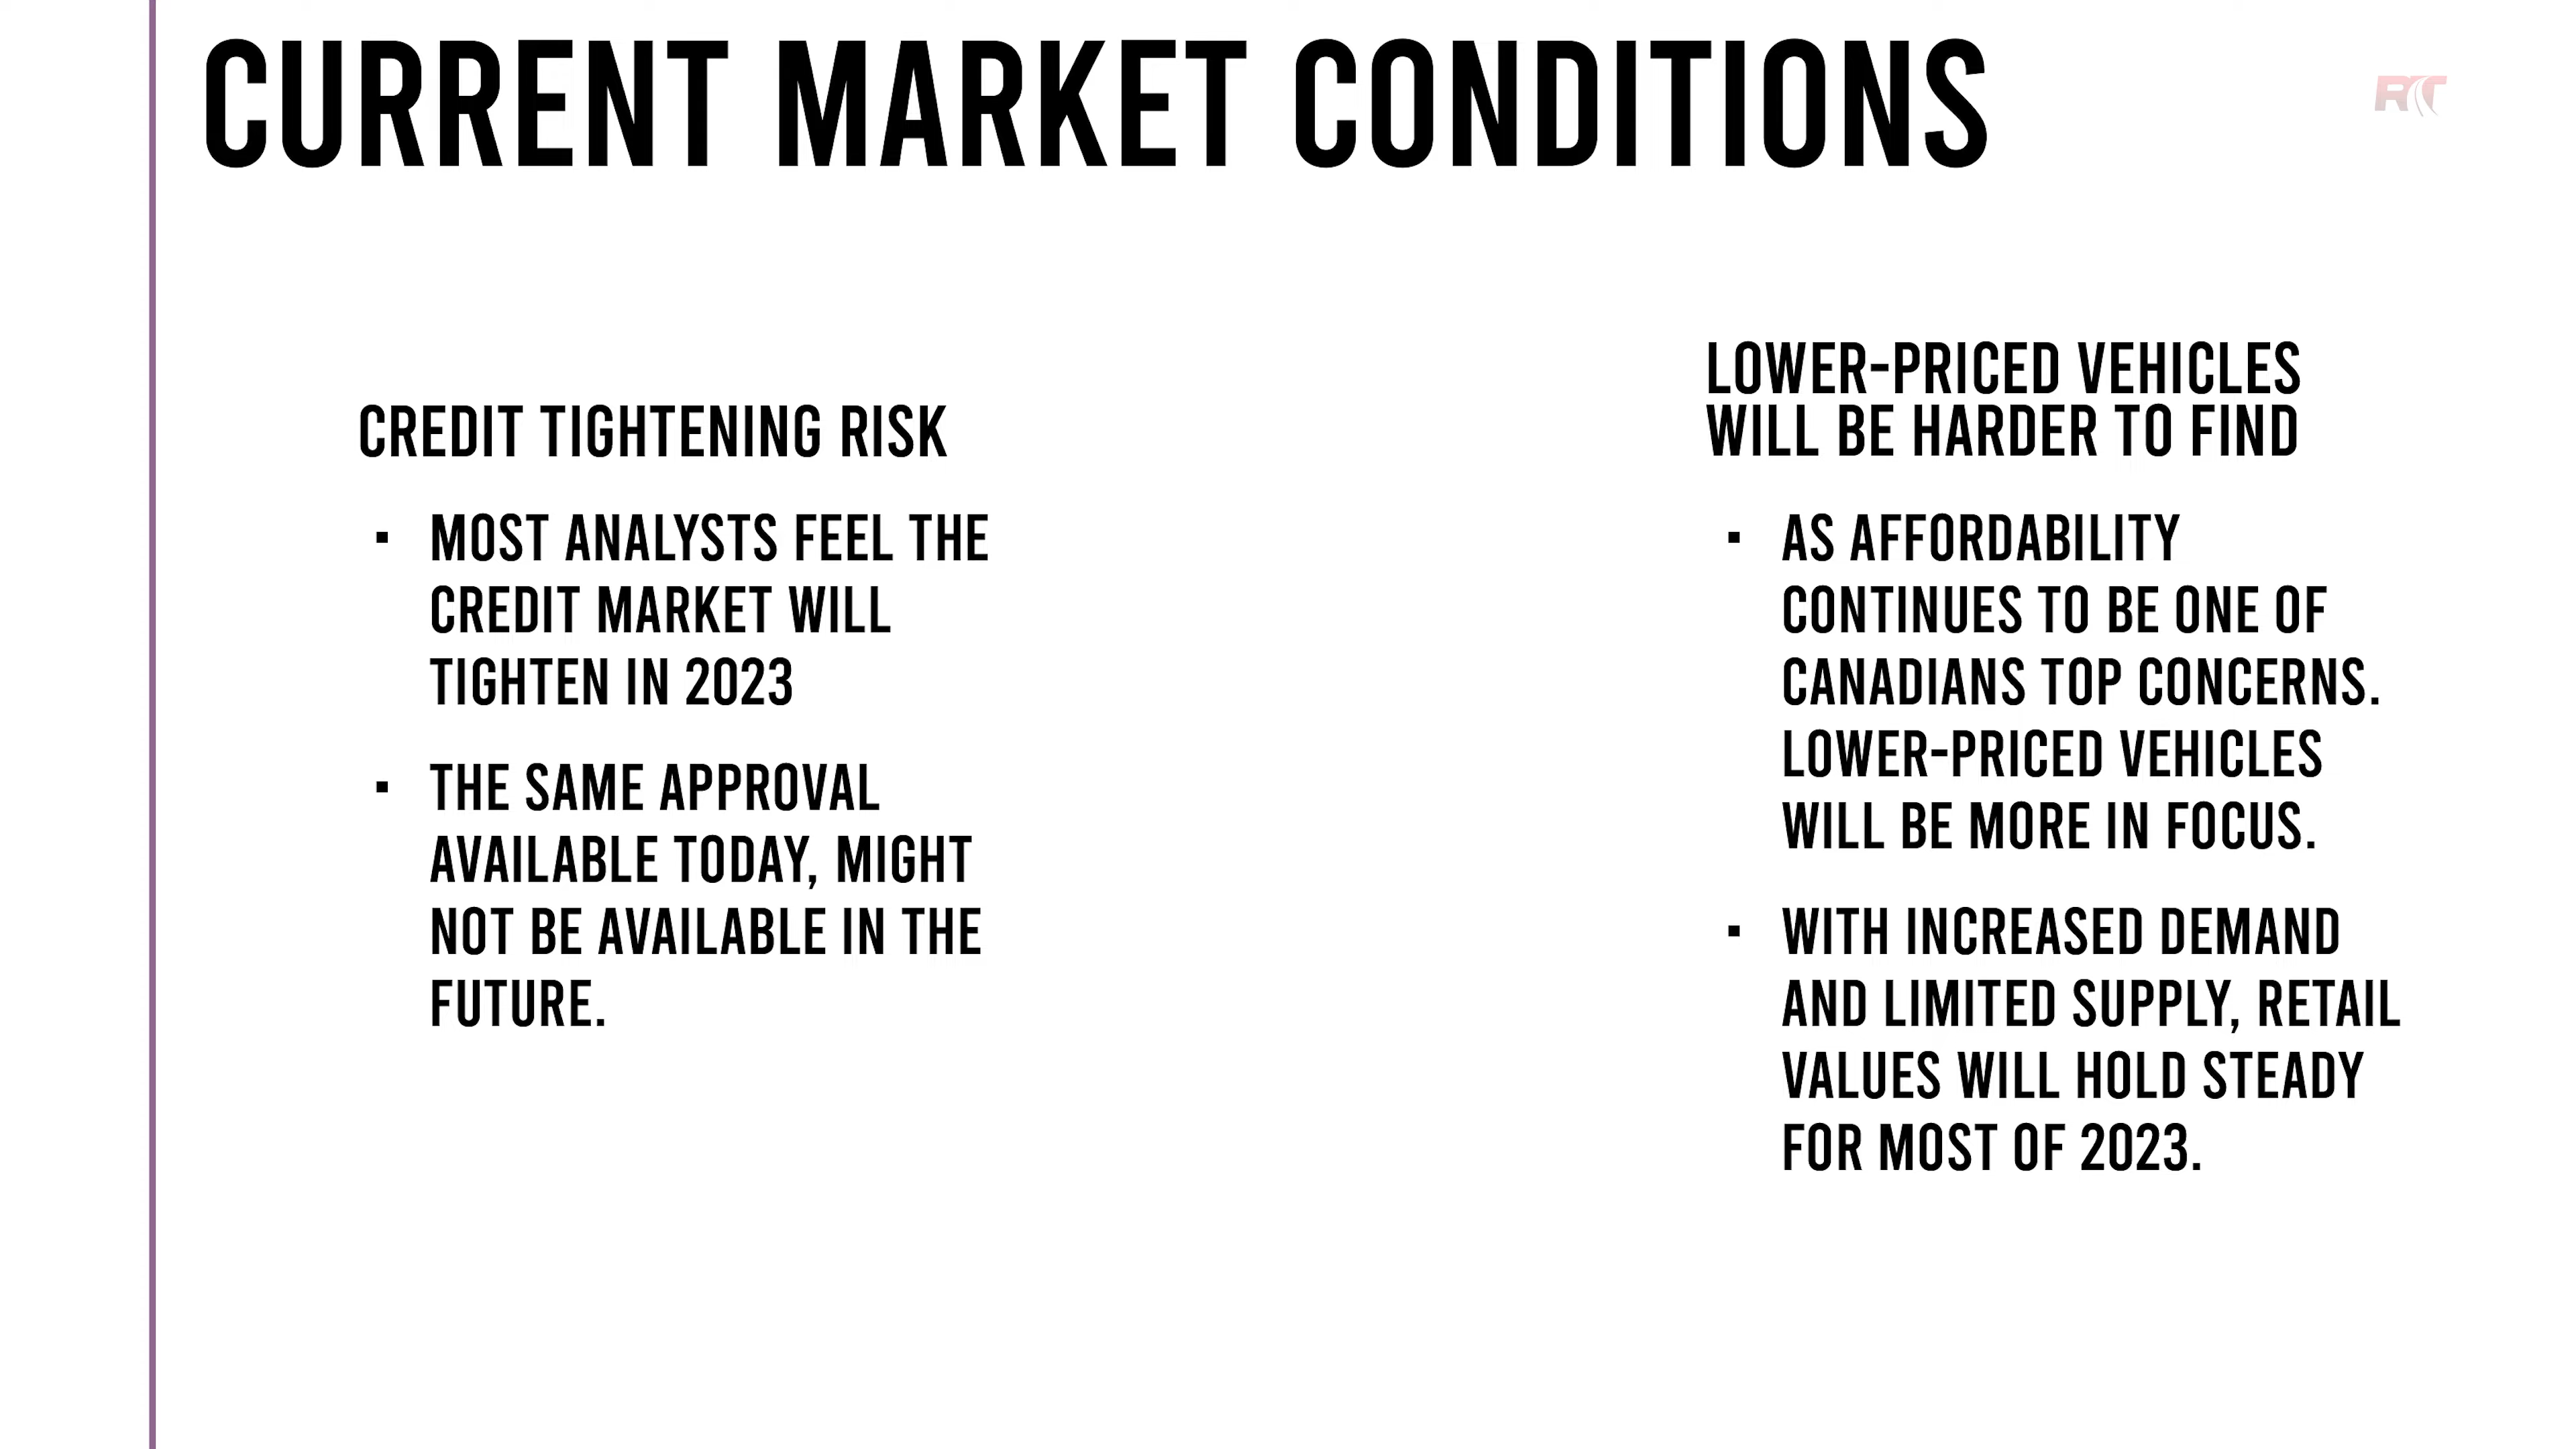 CURRENT MARKET CONDITIONS
RT
CREDIT TIGHTENING RISK
▪ MOST ANALYSTS FEEL THE
CREDIT MARKET WILL
TIGHTEN IN 2023
▪ THE SAME APPROVAL
AVAILABLE TODAY, MIGHT
NOT BE AVAILABLE IN THE
FUTURE.
LOWER-PRICED VEHICLES
WILL BE HARDER TO FIND
▪ AS AFFORDABILITY
CONTINUES TO BE ONE OF
CANADIANS TOP CONCERNS.
LOWER-PRICED VEHICLES
WILL BE MORE IN FOCUS.
▪ WITH INCREASED DEMAND
AND LIMITED SUPPLY, RETAIL
VALUES WILL HOLD STEADY
FOR MOST OF 2023.